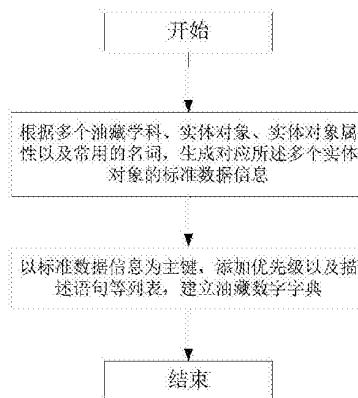 开始
根据多个油藏学科、实体对象、实体对象属
性以及常用的名词，生成对应所述多个实体
对象的标准数据信息
以标准数据信息为主键，添加优先级以及描
述语句等列表，建立油藏数字字典
结束